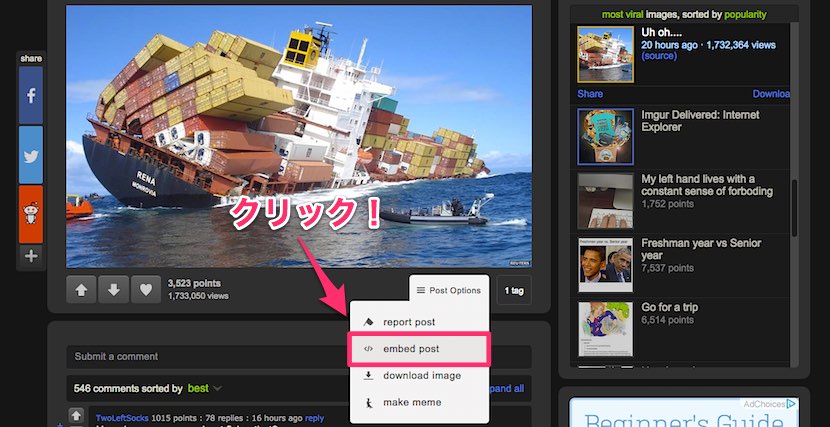 share
RENA
MONROVIA
REUTERS
クリック！
3,523 points
1,733,050 views
Post Options
1 tag
report post
embed post
download image
make meme
Submit a comment
546 comments sorted by best
pand all
TwoLeftSocks 1015 points : 78 replies : 16 hours ago reply
most viral images, sorted by popularity
Uh oh....
20 hours ago · 1,732,364 views
(source)
Share
Downloa
Imgur Delivered: Internet
Explorer
My left hand lives with a
constant sense of forboding
1,752 points
Freshman year vs Senior
year
7,537 points
Go for a trip
6,514 points
AdChoices
Beginner's Guide